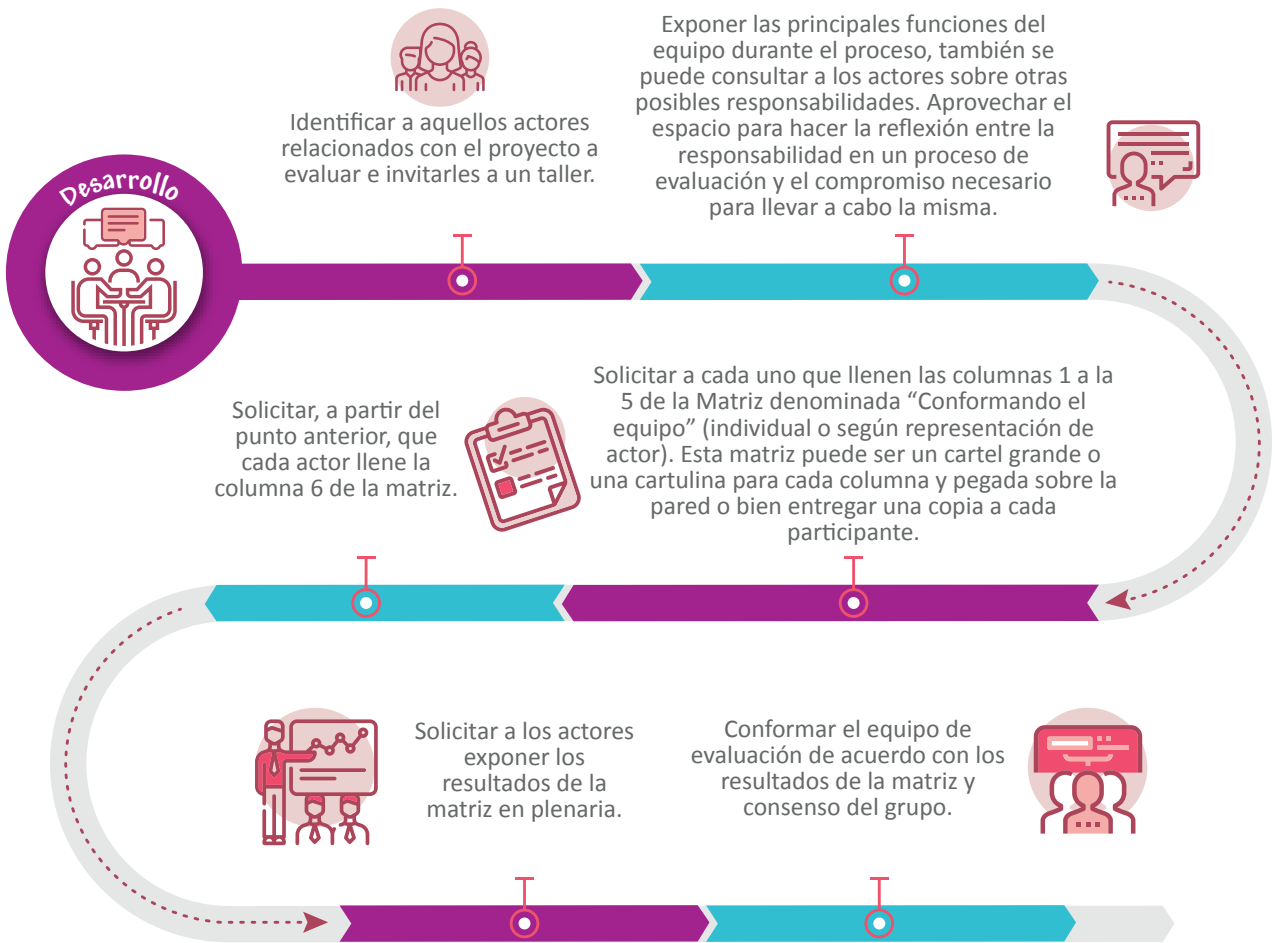 Desarrollo
Identificar a aquellos actores
relacionados con el proyecto a
evaluar e invitarles a un taller.
Exponer las principales funciones del
equipo durante el proceso, también se
puede consultar a los actores sobre otras
posibles responsabilidades. Aprovechar el
espacio para hacer la reflexión entre la
responsabilidad en un proceso de
evaluación y el compromiso necesario
para llevar a cabo la misma.
Solicitar a cada uno que llenen las columnas 1 a la
5 de la Matriz denominada “Conformando el
equipo” (individual o según representación de
actor). Esta matriz puede ser un cartel grande o
una cartulina para cada columna y pegada sobre la
pared o bien entregar una copia a cada
participante.
Solicitar, a partir del
punto anterior, que
cada actor llene la
columna 6 de la matriz.
Solicitar a los actores
exponer los
resultados de la
matriz en plenaria.
Conformar el equipo de
evaluación de acuerdo con los
resultados de la matriz y
consenso del grupo.